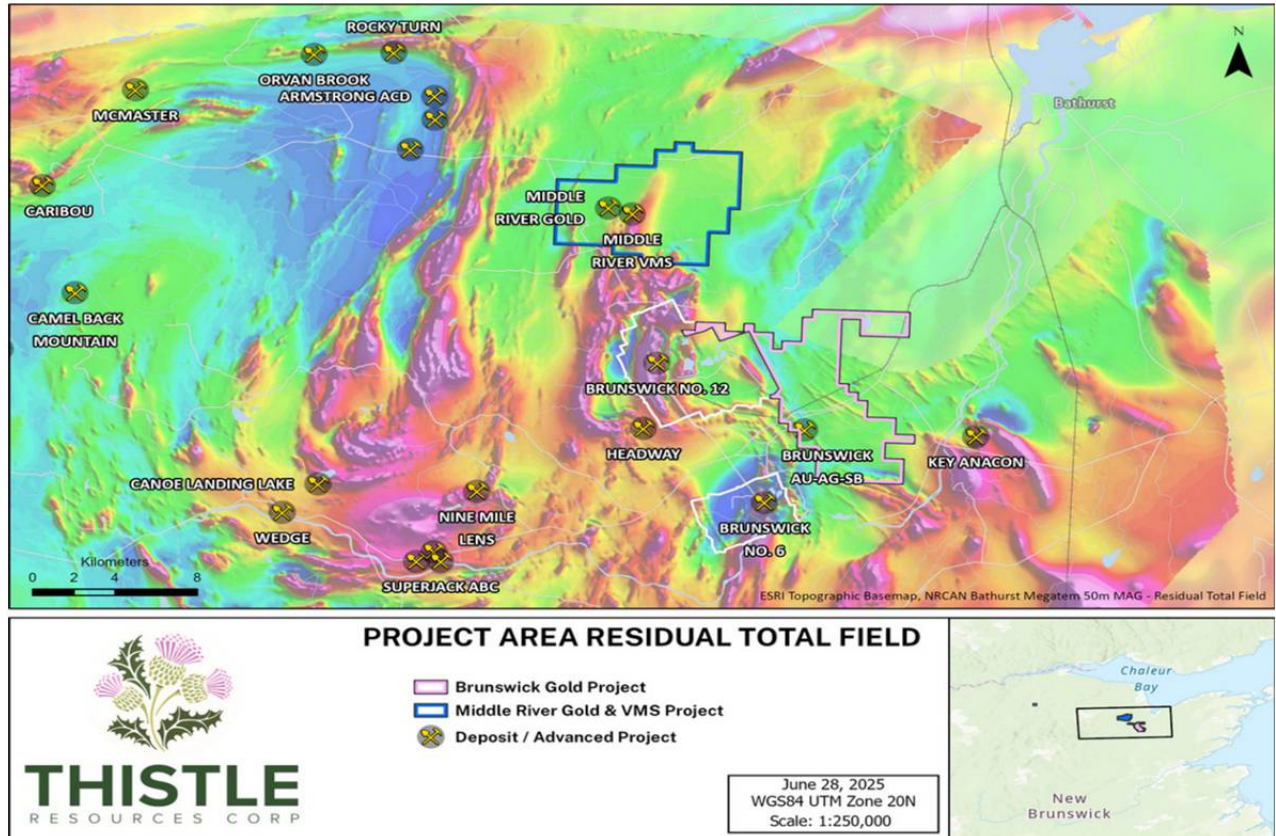 ROCKY TURN
N
ORVAN BROOK
ARMSTRONG ACD
Bathurst
MCMASTER
MIDDLE
RIVER GOLD
CARIBOU
MIDDLE
RIVER VMS
CAMEL BACK
MOUNTAIN
BRUNSWICK NO. 12
HEADWAY
BRUNSWICK
AU-AG-SB
KEY ANACON
CANOE LANDING LAKE
NINE MILE
LENS
WEDGE
BRUNSWICK
NO. 6
SUPERJACK ABC
Kilometers
0 2 4 8
ESRI Topographic Basemap, NRCAN Bathurst Megatem 50m MAG - Residual Total Field
PROJECT AREA RESIDUAL TOTAL FIELD
Brunswick Gold Project
Middle River Gold & VMS Project
Deposit / Advanced Project
THISTLE
RESOURCES CORP
June 28, 2025
WGS84 UTM Zone 20N
Scale: 1:250,000
Chaleur
Bay
New
Brunswick